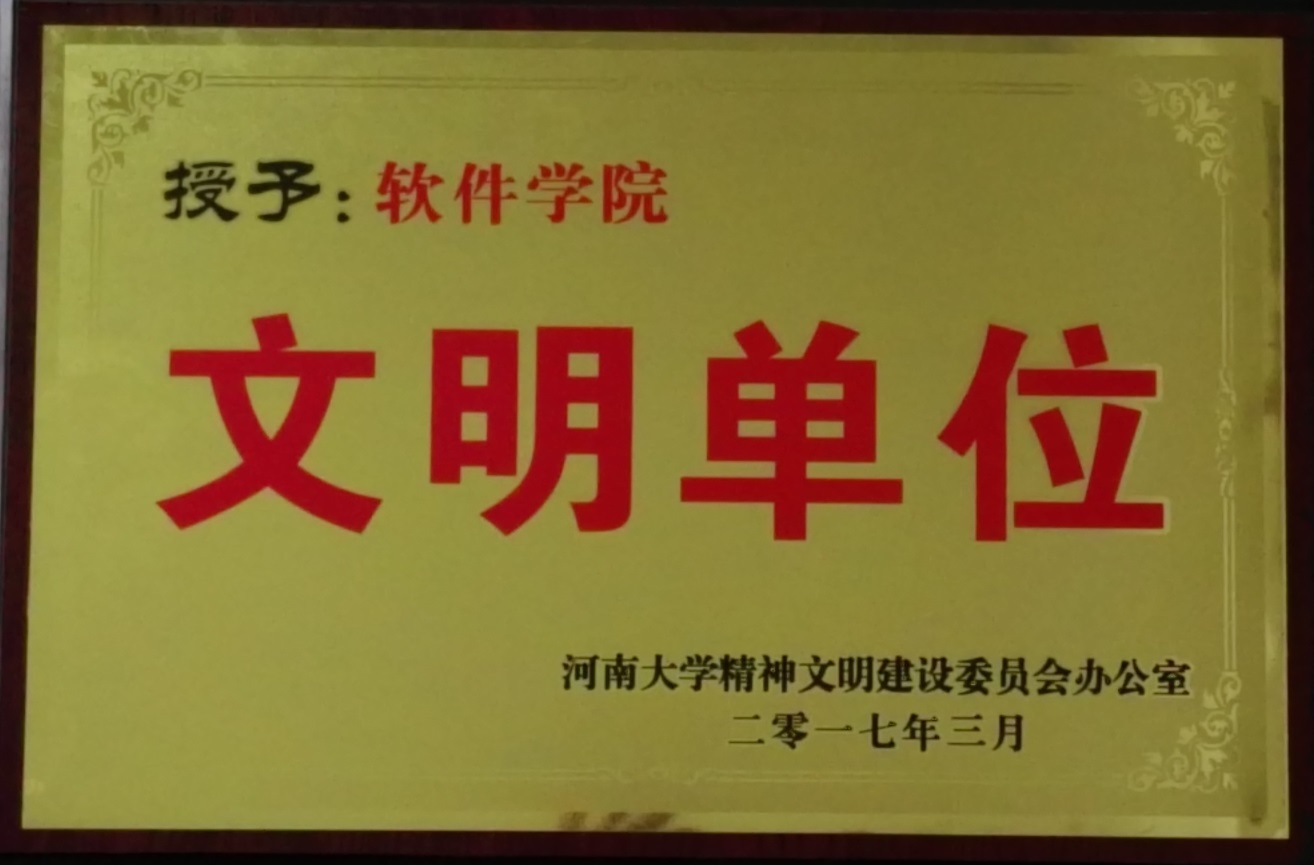 授予：软件学院
文明单位
河南大学精神文明建设委员会办公室
二零一七年三月